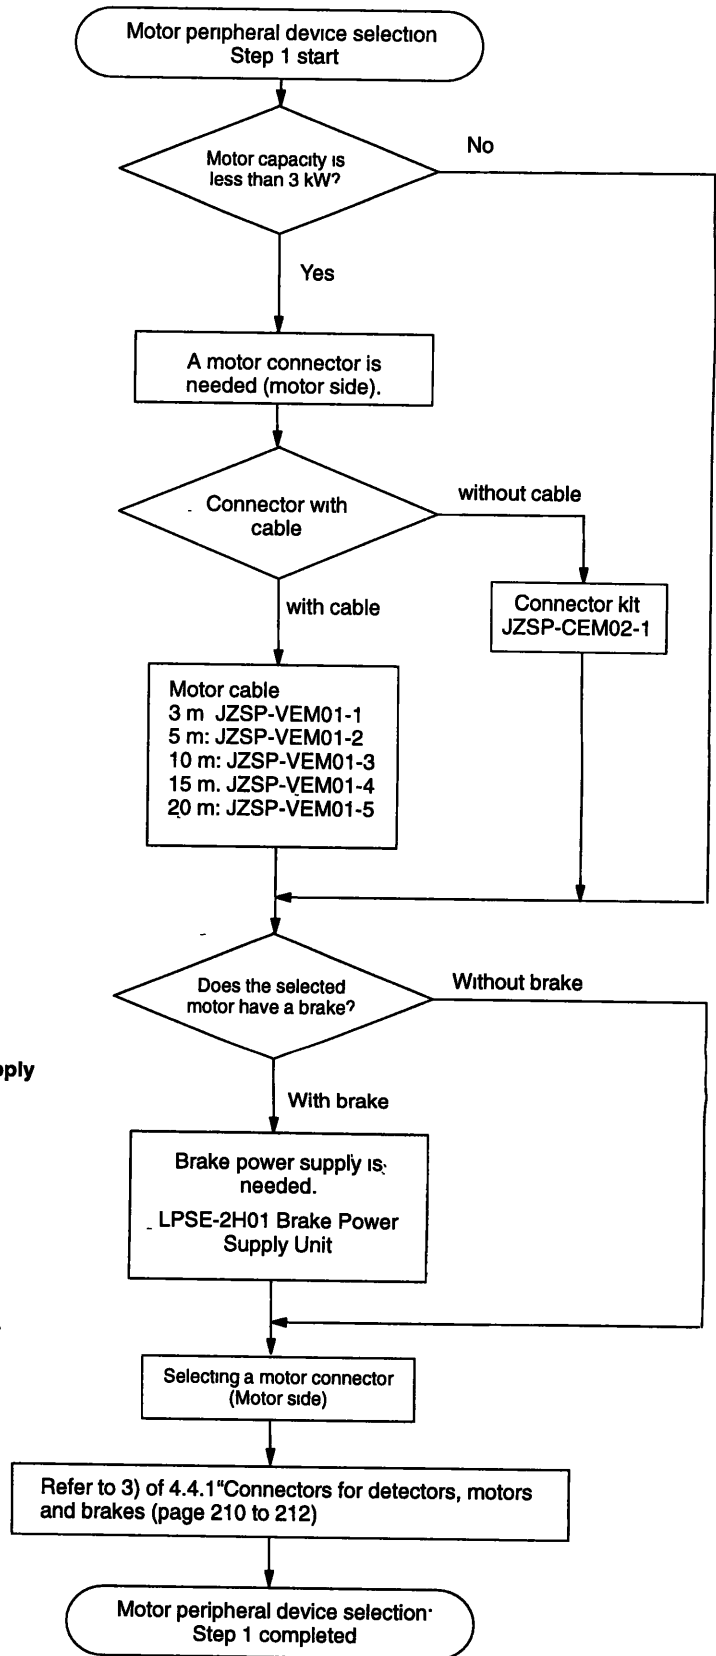 Motor peripheral device selection
Step 1 start
Motor capacity is
less than 3 kW?
No
Yes
A motor connector is
needed (motor side).
Connector with
cable
without cable
with cable
Connector kit
JZSP-CEM02-1
Motor cable
3 m JZSP-VEM01-1
5 m: JZSP-VEM01-2
10 m: JZSP-VEM01-3
15 m. JZSP-VEM01-4
20 m: JZSP-VEM01-5
Does the selected
motor have a brake?
Without brake
With brake
Brake power supply is
needed.
LPSE-2H01 Brake Power
Supply Unit
Selecting a motor connector
(Motor side)
Refer to 3) of 4.4.1"Connectors for detectors, motors
and brakes (page 210 to 212)
Motor peripheral device selection
Step 1 completed